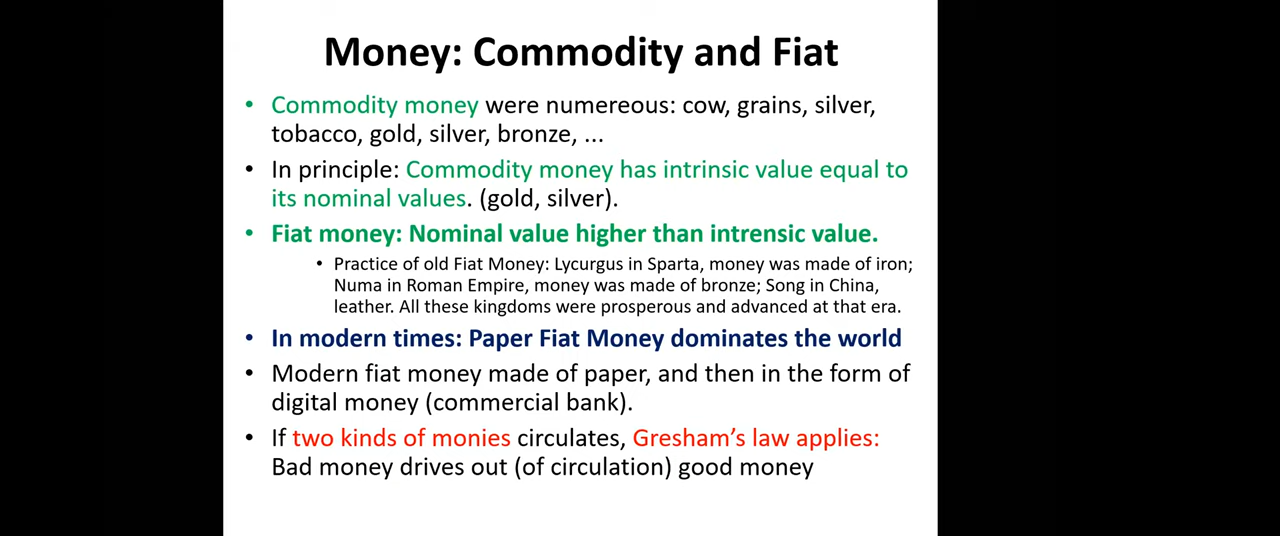 Money: Commodity and Fiat
• Commodity money were numereous: cow, grains, silver,
tobacco, gold, silver, bronze, ...
• In principle: Commodity money has intrinsic value equal to
its nominal values. (gold, silver).
• Fiat money: Nominal value higher than intrensic value.
• Practice of old Fiat Money: Lycurgus in Sparta, money was made of iron;
Numa in Roman Empire, money was made of bronze; Song in China,
leather. All these kingdoms were prosperous and advanced at that era.
• In modern times: Paper Fiat Money dominates the world
• Modern fiat money made of paper, and then in the form of
digital money (commercial bank).
• If two kinds of monies circulates, Gresham's law applies:
Bad money drives out (of circulation) good money